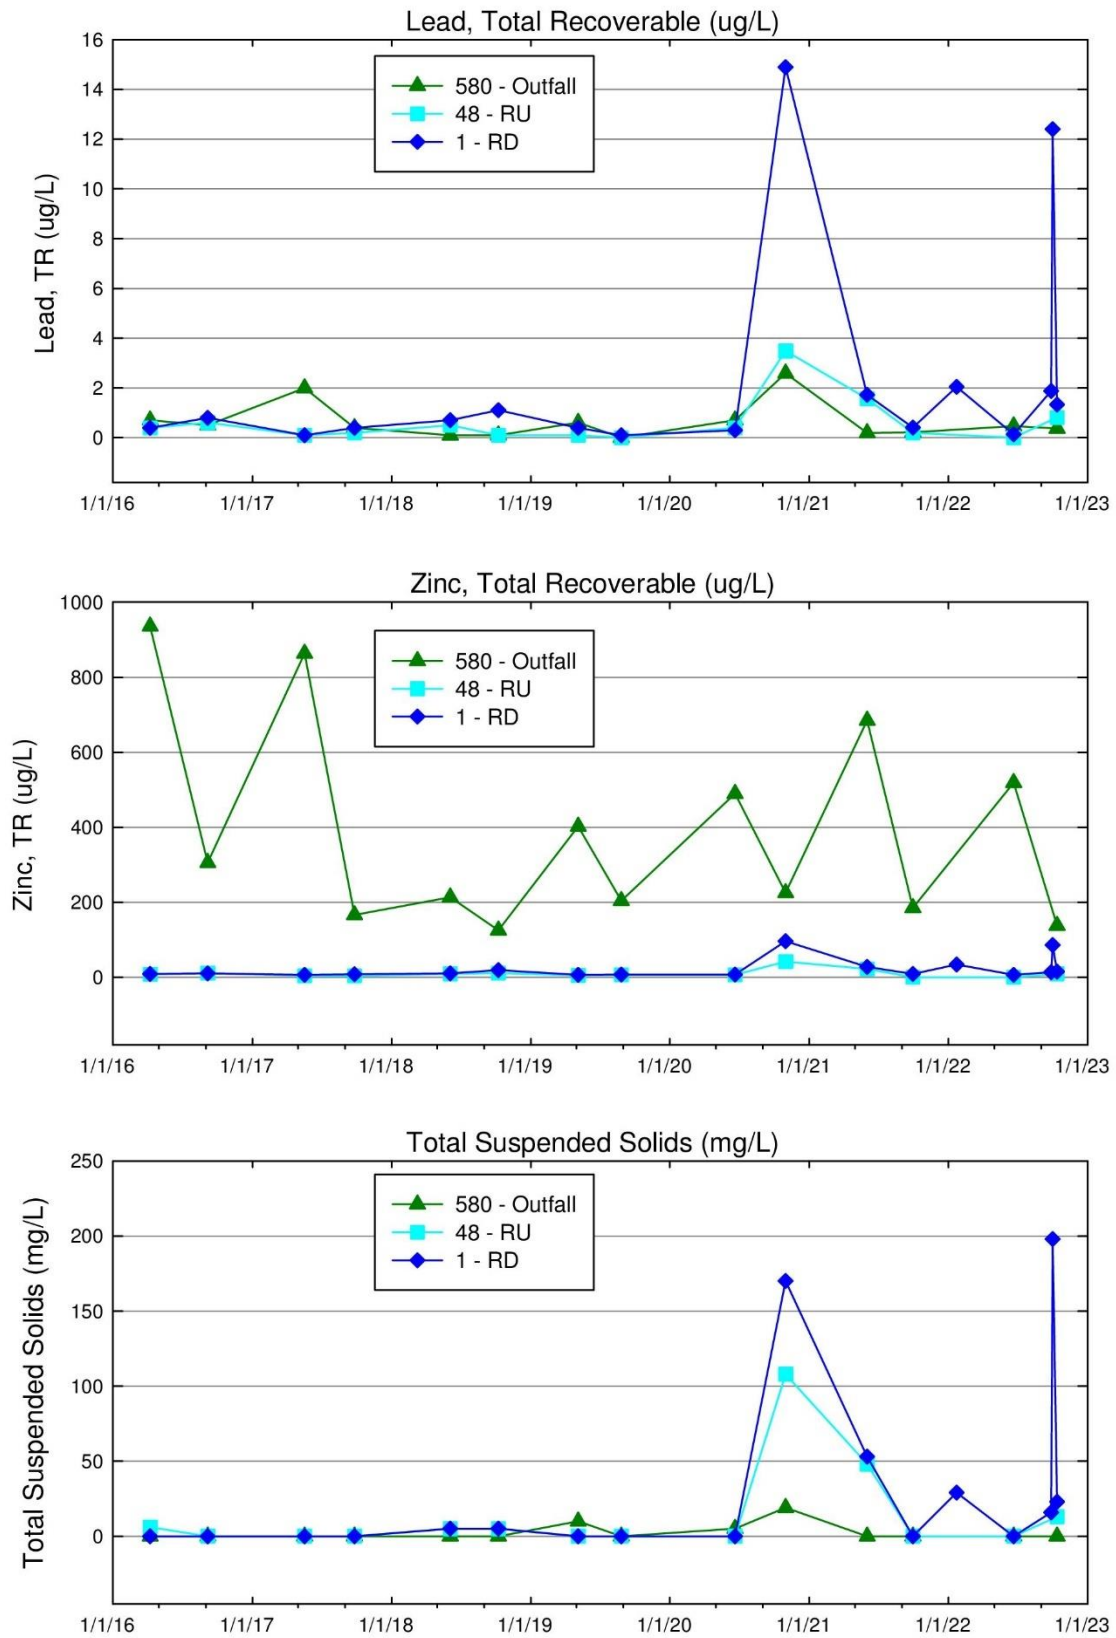 Lead, Total Recoverable (ug/L)
16
14
12
10
8
6
4
2
0
Lead, TR (ug/L)
580 - Outfall
48 - RU
1 - RD
1/1/16 1/1/17 1/1/18 1/1/19 1/1/20 1/1/21 1/1/22 1/1/23
Zinc, Total Recoverable (ug/L)
1000
800
600
400
200
0
Zinc, TR (ug/L)
580 - Outfall
48 - RU
1 - RD
1/1/16 1/1/17 1/1/18 1/1/19 1/1/20 1/1/21 1/1/22 1/1/23
Total Suspended Solids (mg/L)
250
200
150
100
50
0
Total Suspended Solids (mg/L)
580 - Outfall
48 - RU
1 - RD
1/1/16 1/1/17 1/1/18 1/1/19 1/1/20 1/1/21 1/1/22 1/1/23